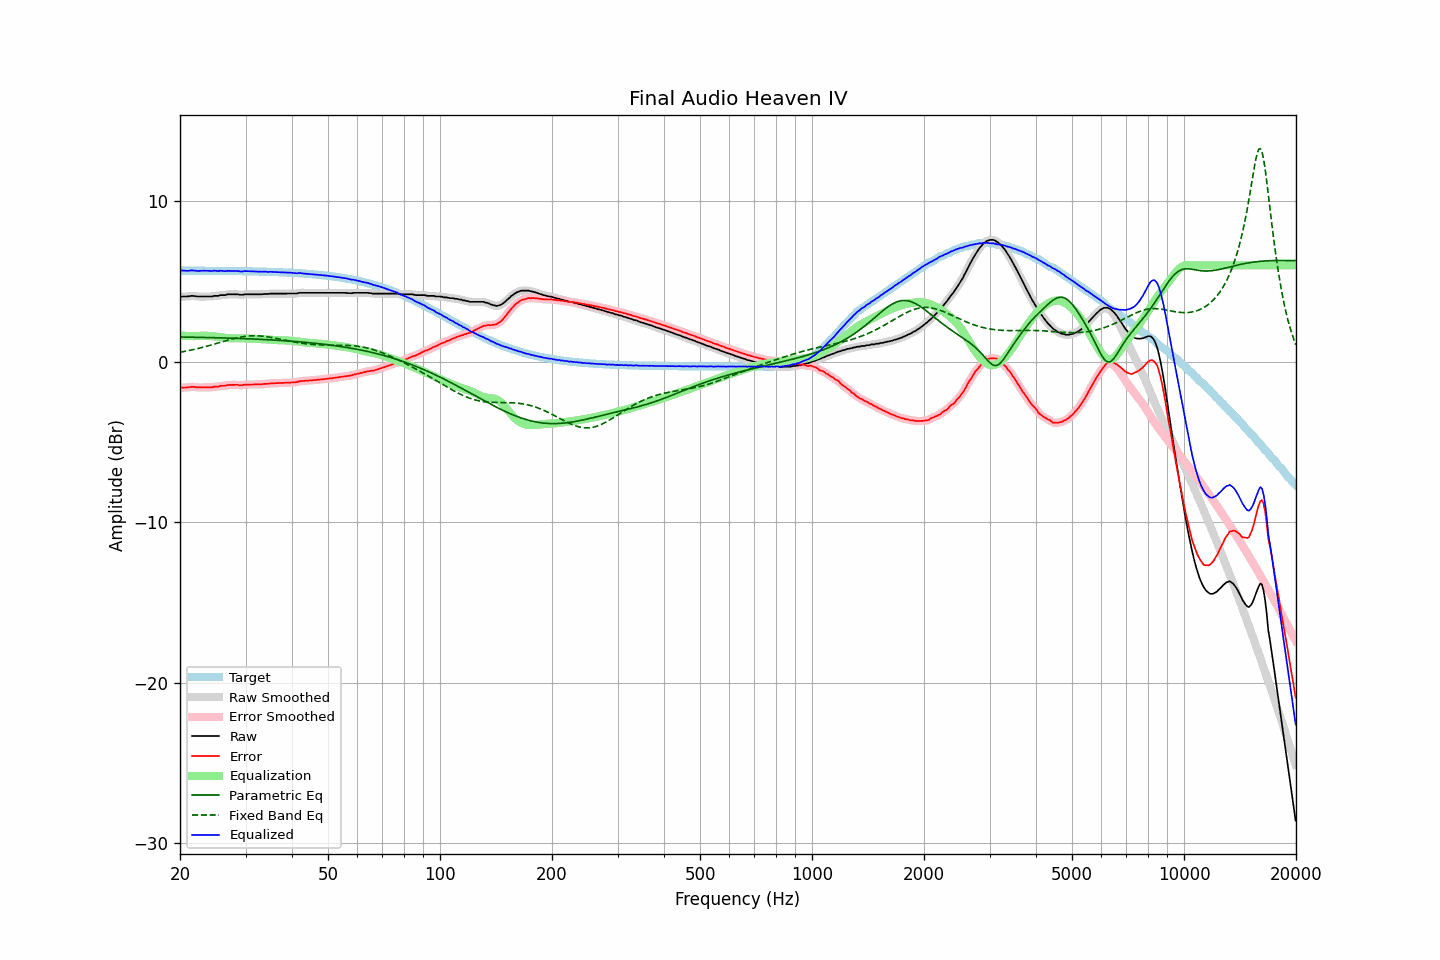 Final Audio Heaven IV
Amplitude (dBr)
10
0
−10
−20
−30
Target
Raw Smoothed
Error Smoothed
Raw
Error
Equalization
Parametric Eq
Fixed Band Eq
Equalized
20 50 100 200 500 1000 2000 5000 10000 20000
Frequency (Hz)